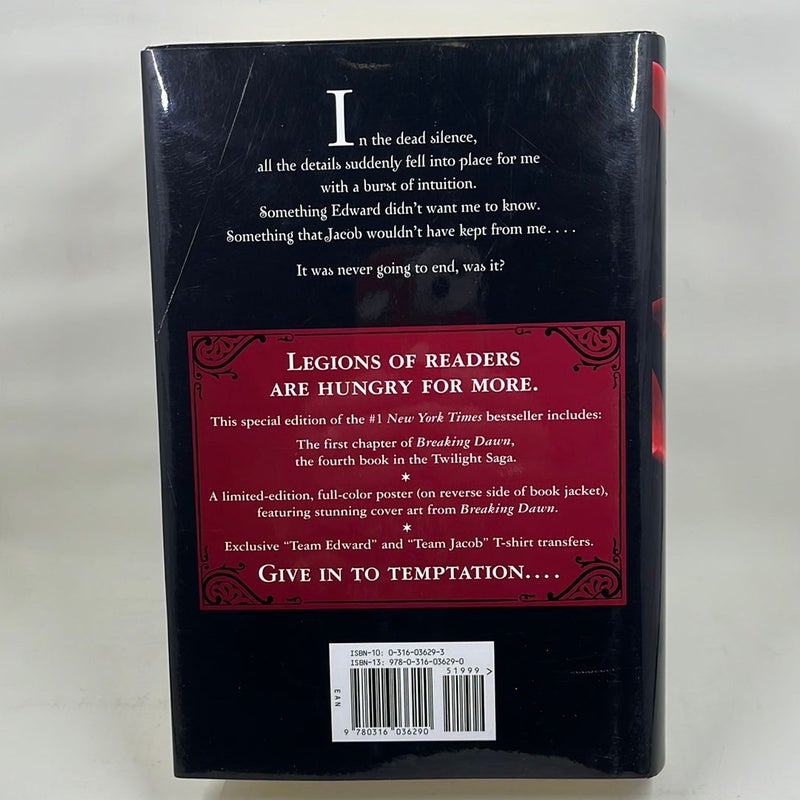 In the dead silence,
all the details suddenly fell into place for me
with a burst of intuition.
Something Edward didn't want me to know.
Something that Jacob wouldn't have kept from me. . . .
It was never going to end, was it?
LEGIONS OF READERS
ARE HUNGRY FOR MORE.
This special edition of the #1 New York Times bestseller includes:
The first chapter of Breaking Dawn,
the fourth book in the Twilight Saga.
✶
A limited-edition, full-color poster (on reverse side of book jacket),
featuring stunning cover art from Breaking Dawn.
✶
Exclusive “Team Edward” and “Team Jacob” T-shirt transfers.
GIVE IN TO TEMPTATION. . . .
ISBN-10: 0-316-03629-3
ISBN-13: 978-0-316-03629-0
51999>
EAN
9 780316 036290